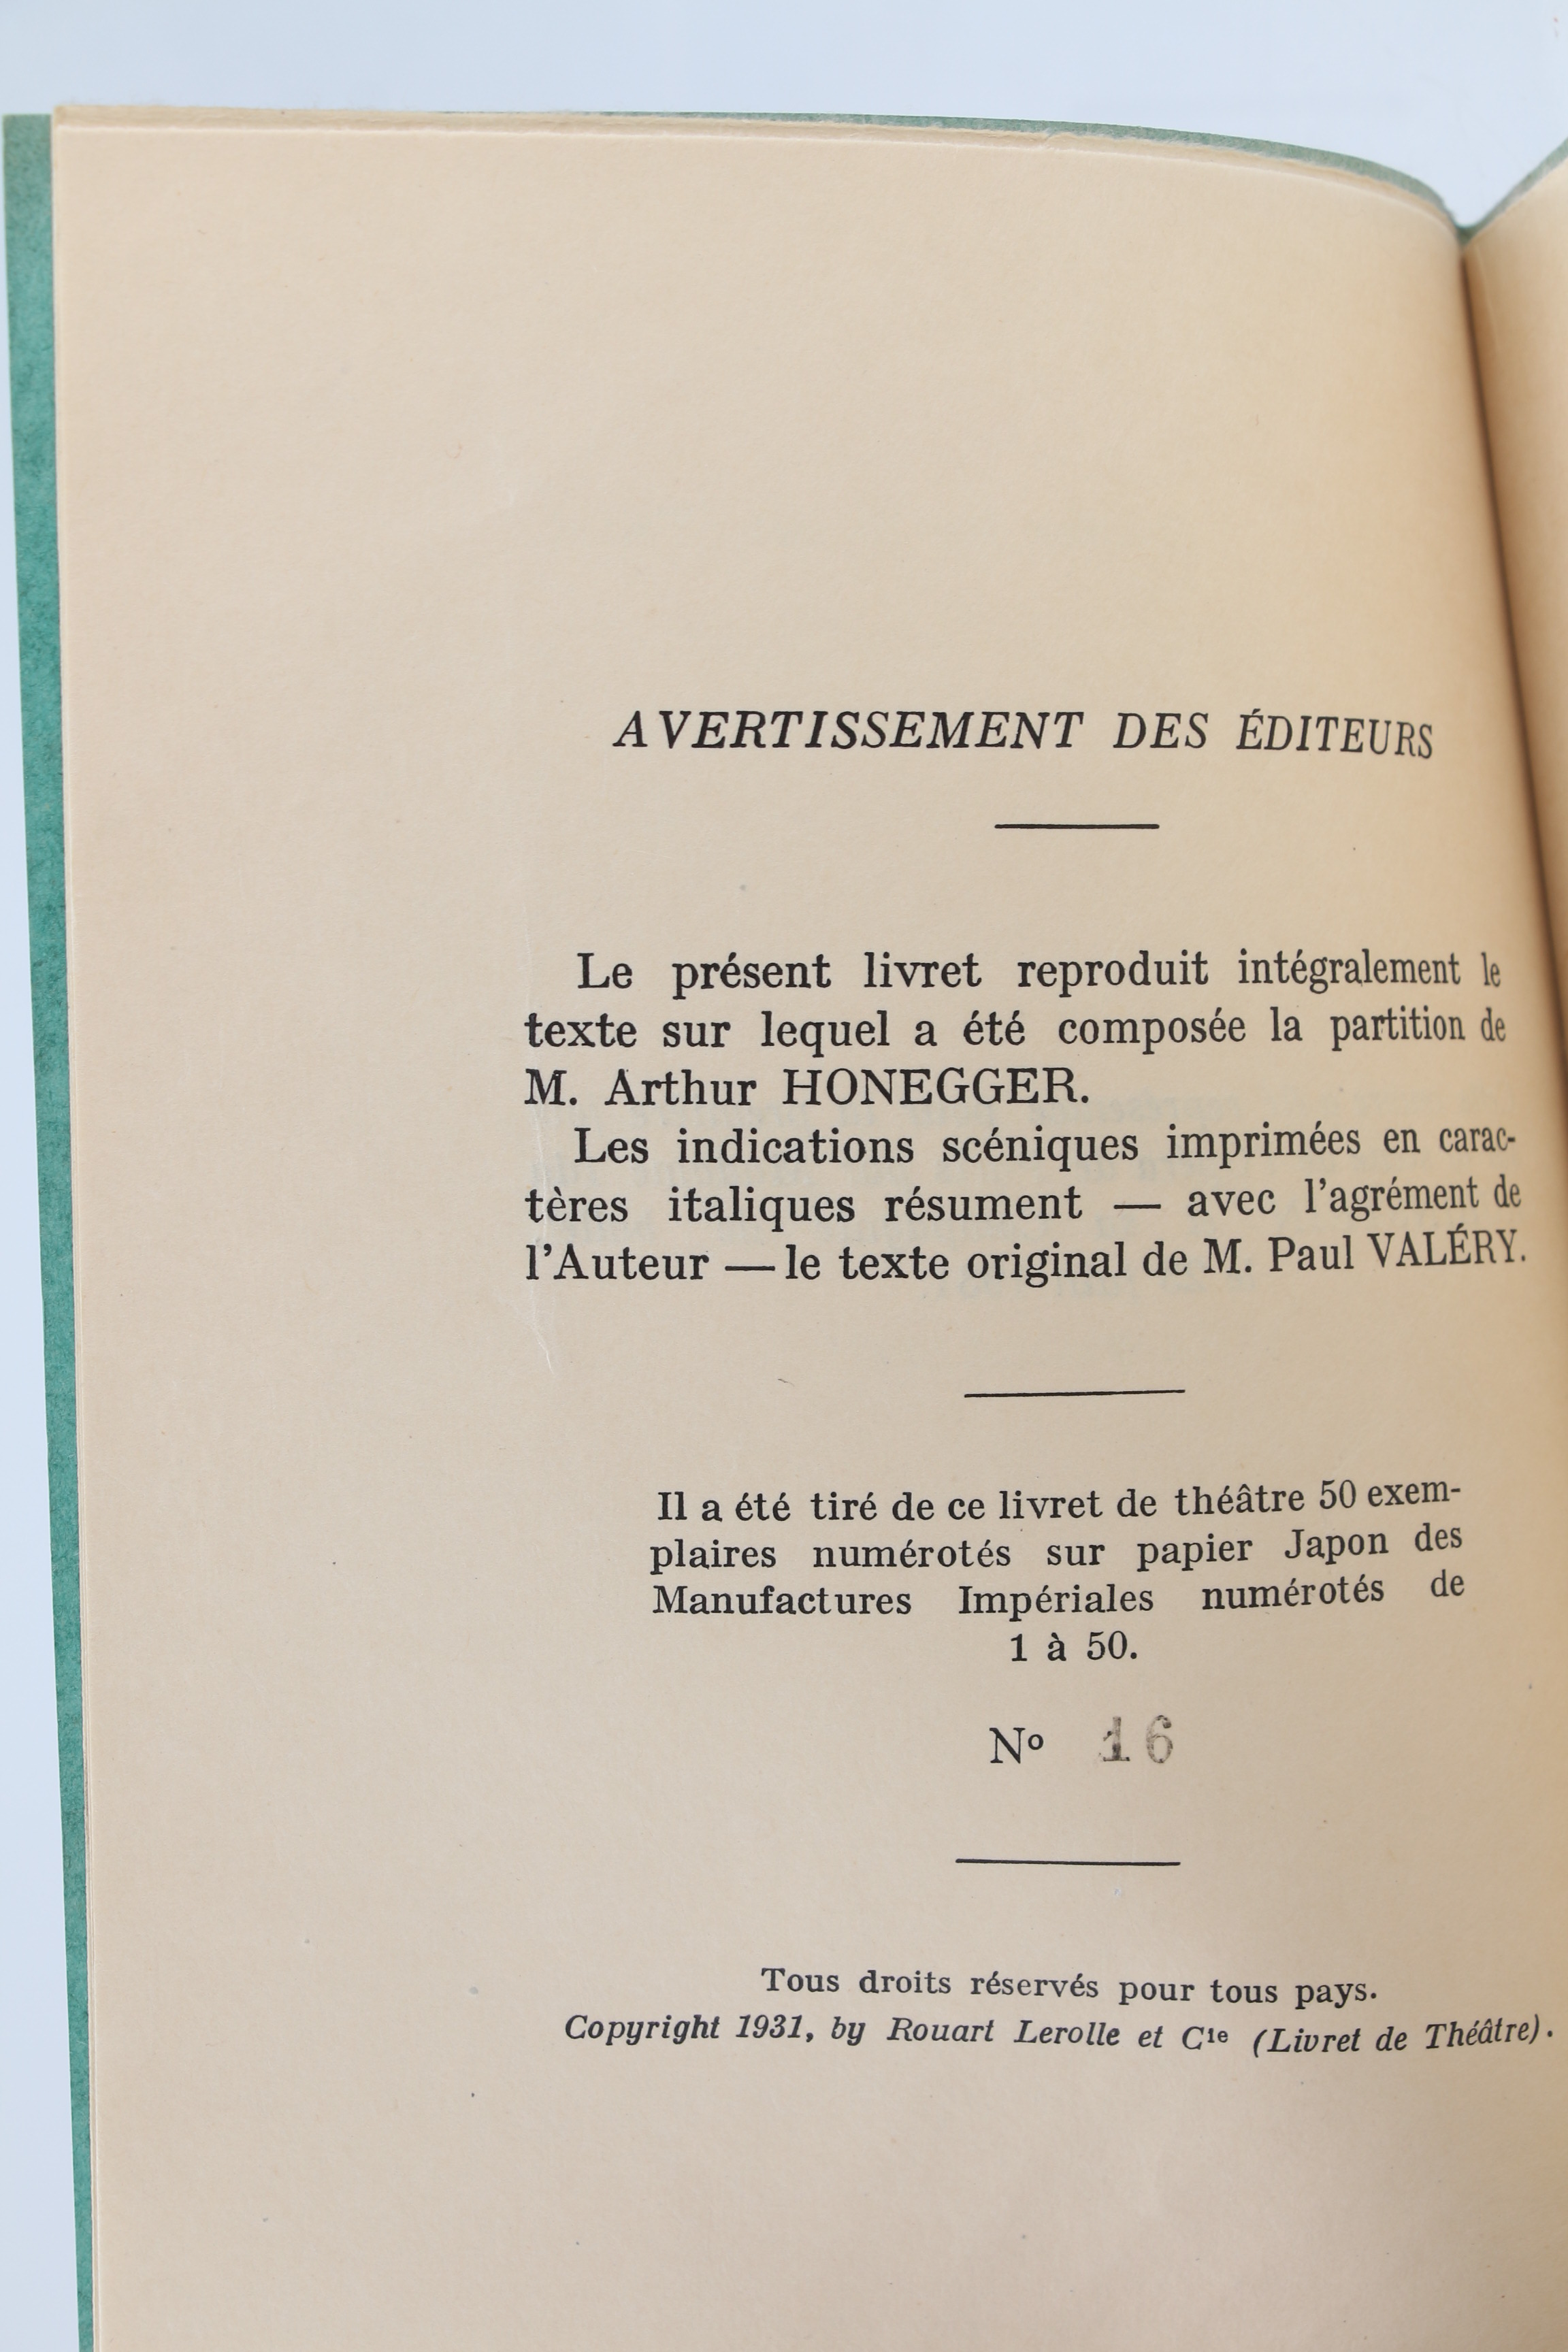 AVERTISSEMENT DES ÉDITEURS
Le présent livret reproduit intégralement le
texte sur lequel a été composée la partition de
M. Arthur HONEGGER.
Les indications scéniques imprimées en carac-
tères italiques résument — avec l'agrément de
l'Auteur — le texte original de M. Paul VALÉRY.
Il a été tiré de ce livret de théâtre 50 exem-
plaires numérotés sur papier Japon des
Manufactures Impériales numérotés de
1 à 50.
Nº 16
Tous droits réservés pour tous pays.
Copyright 1931, by Rouart Lerolle et Cie (Livret de Théâtre).